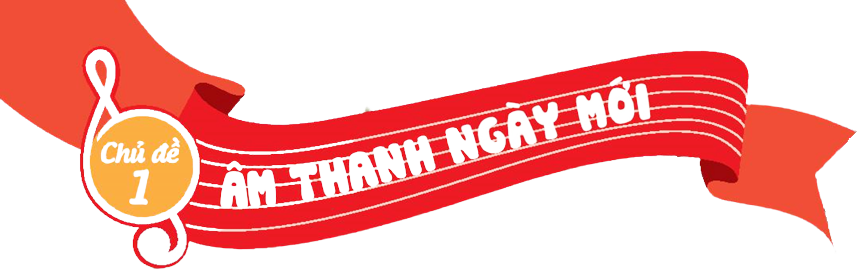 Chủ đề
1
ÂM THANH NGÀY MỚI